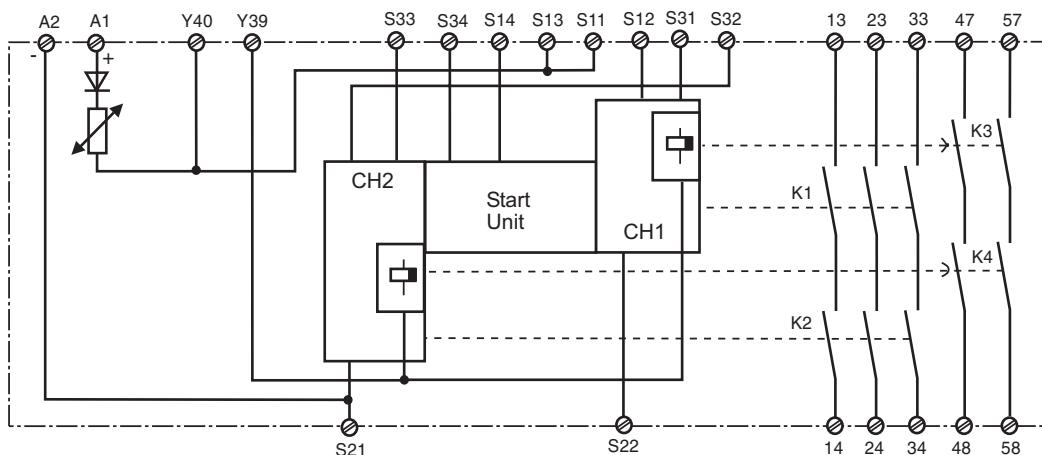 A2 A1 Y40 Y39 S33 S34 S14 S13 S11 S12 S31 S32 13 23 33 47 57
- +
K3
CH2
Start
Unit
K1
CH1
K4
K2
S21 S22 14 24 34 48 58